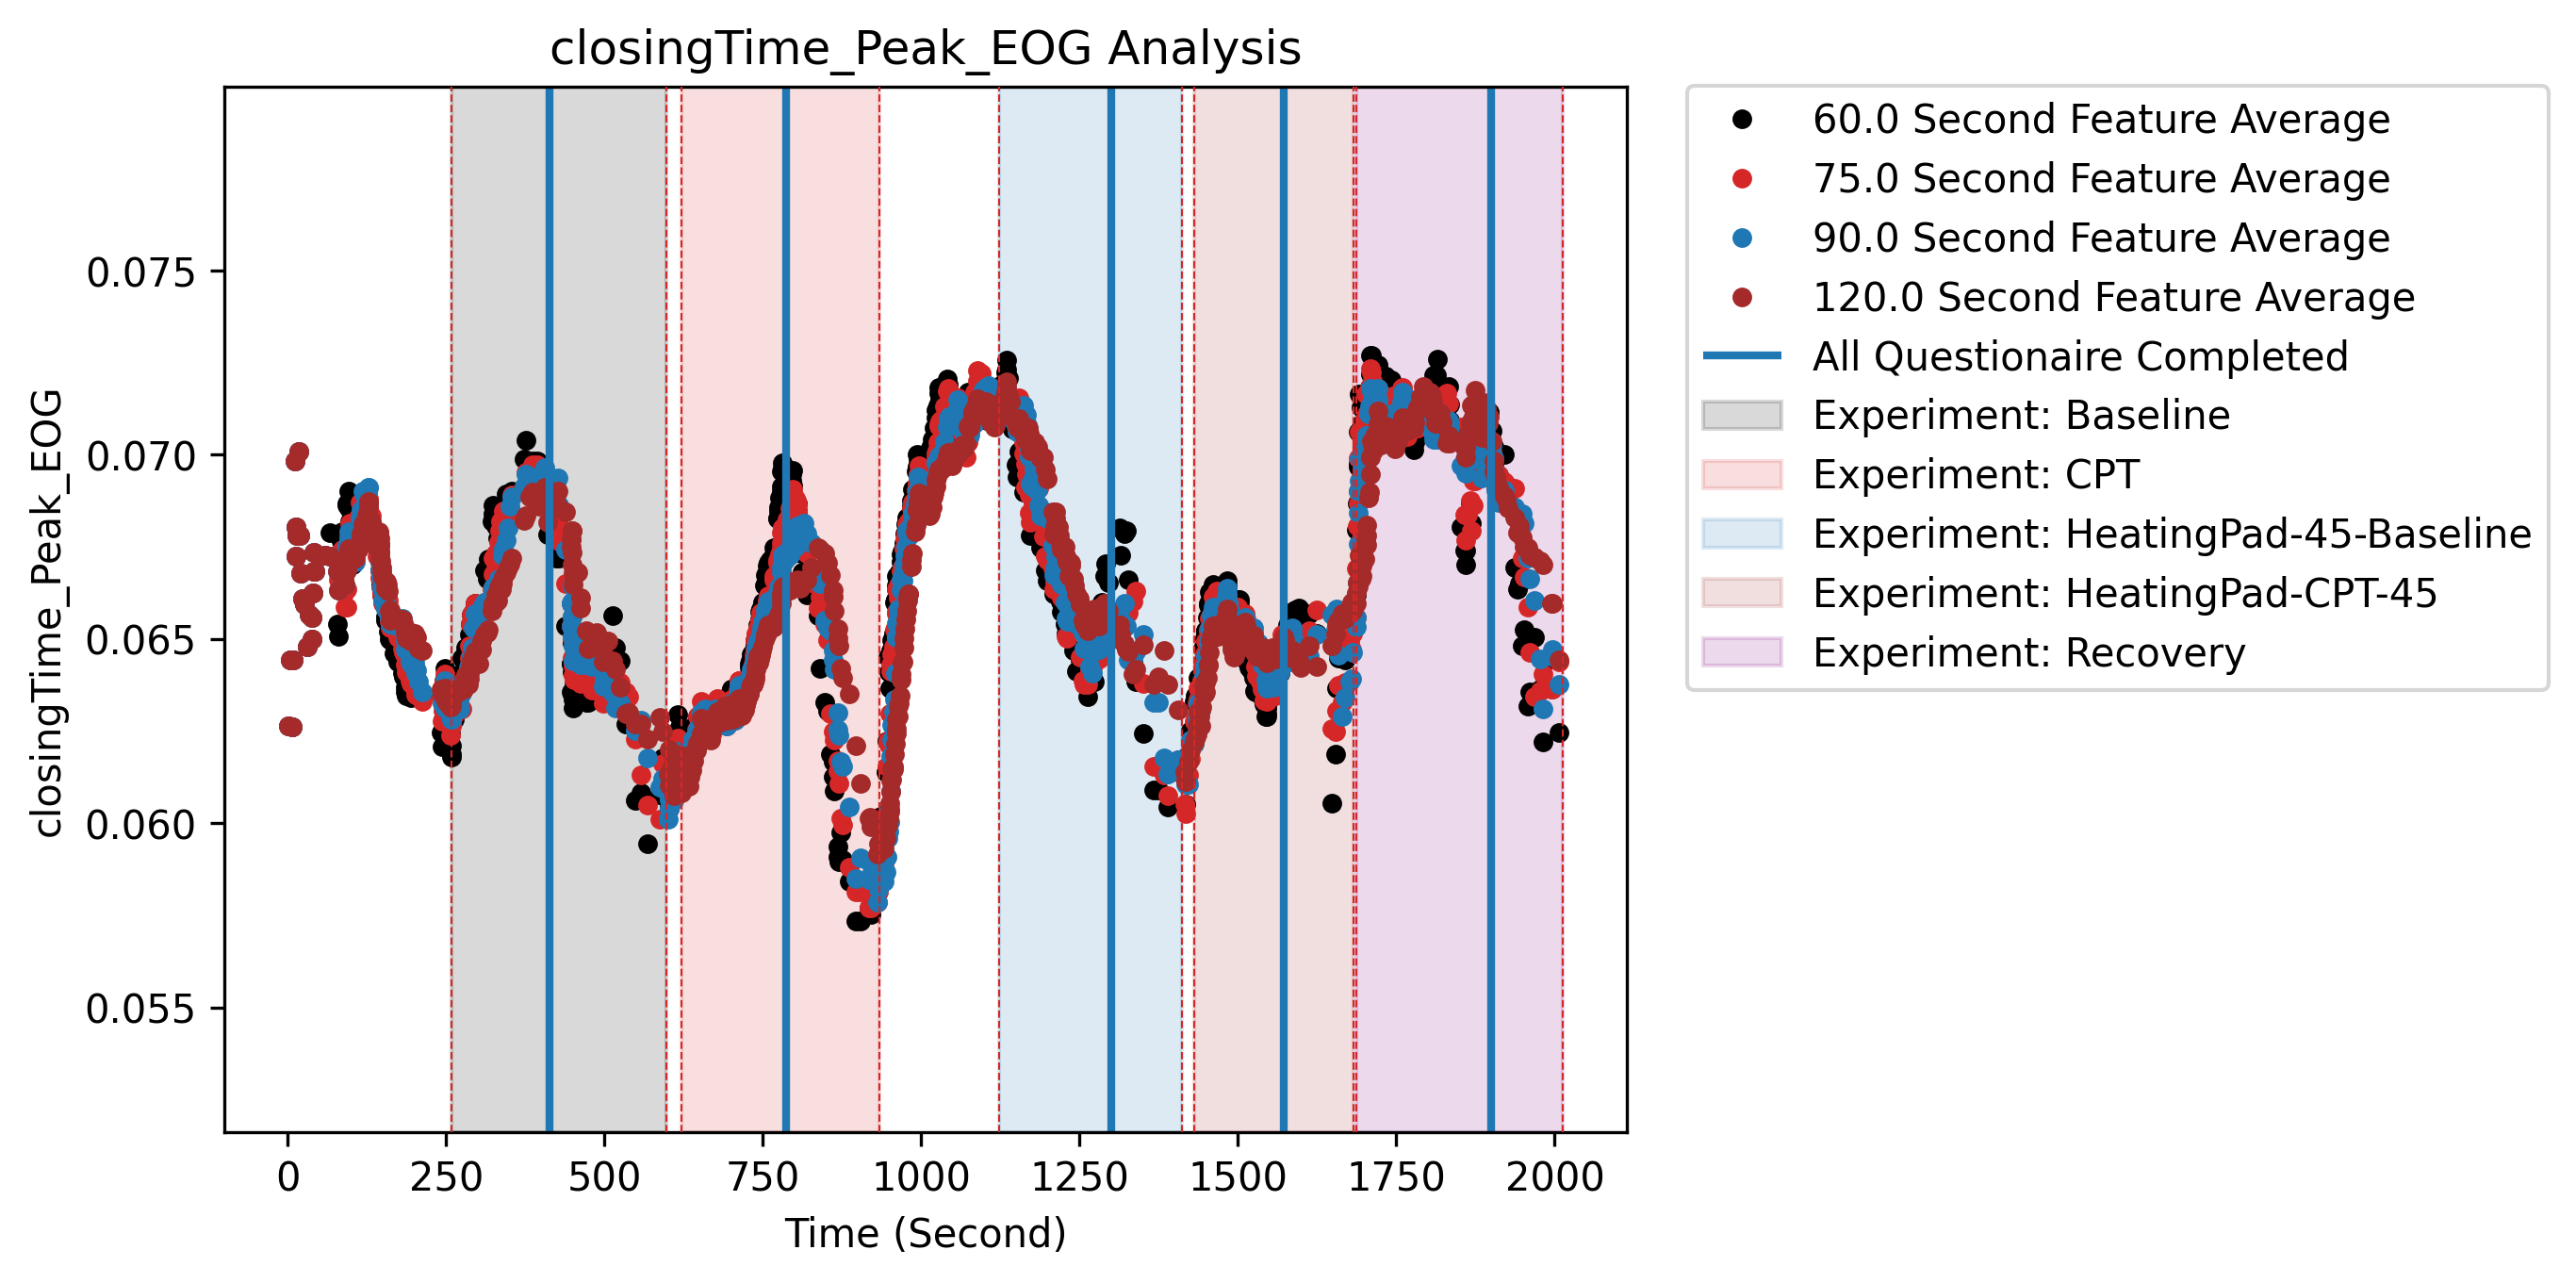 closingTime_Peak_EOG Analysis
closingTime_Peak_EOG
0.075
0.070
0.065
0.060
0.055
0 250 500 750 1000 1250 1500 1750 2000
Time (Second)
60.0 Second Feature Average
75.0 Second Feature Average
90.0 Second Feature Average
120.0 Second Feature Average
All Questionaire Completed
Experiment: Baseline
Experiment: CPT
Experiment: HeatingPad-45-Baseline
Experiment: HeatingPad-CPT-45
Experiment: Recovery